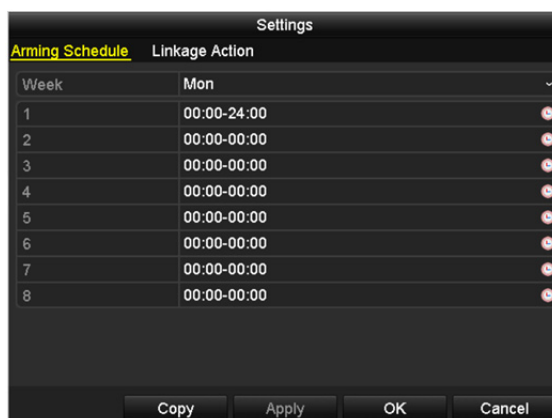 Settings
Arming Schedule Linkage Action
Week Mon
1 00:00-24:00
2 00:00-00:00
3 00:00-00:00
4 00:00-00:00
5 00:00-00:00
6 00:00-00:00
7 00:00-00:00
8 00:00-00:00
Copy Apply OK Cancel